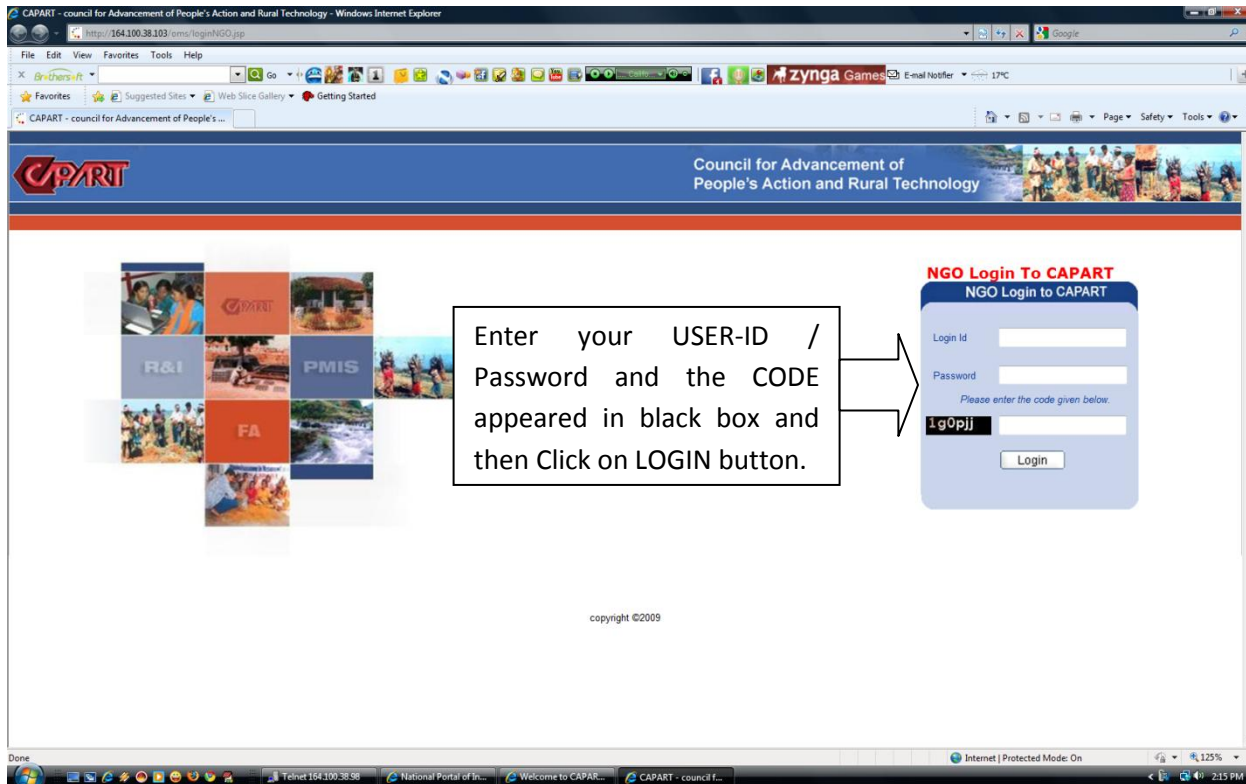 CAPART - council for Advancement of People's Action and Rural Technology - Windows Internet Explorer
http://164.100.38.103/oms/loginNGO.jsp
Google
File Edit View Favorites Tools Help
X Brothersoft Go zynga Games E-mail Notifier 17°C
Favorites Suggested Sites Web Slice Gallery Getting Started
CAPART - council for Advancement of People's ... Page Safety Tools
CAPART
Council for Advancement of
People's Action and Rural Technology
NGO Login To CAPART
NGO Login to CAPART
CAPART
R&I PMIS
FA
Enter your USER-ID /
Password and the CODE
appeared in black box and
then Click on LOGIN button.
Login Id
Password
Please enter the code given below.
1g0pjj
Login
copyright ©2009
Done Internet | Protected Mode: On 125%
Telnet 164.100.38.98 National Portal of In... Welcome to CAPAR... CAPART - council f... 2:15 PM